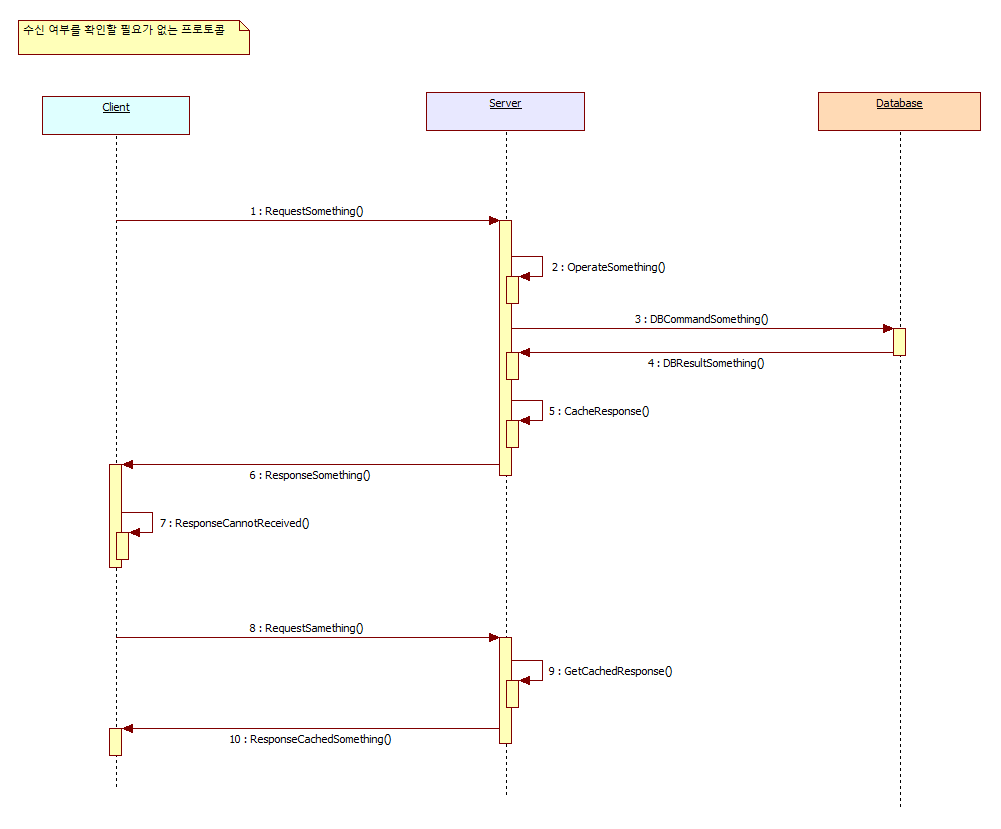 수신 여부를 확인할 필요가 없는 프로토콜
Client
Server
Database
1 : RequestSomething()
2 : OperateSomething()
3 : DBCommandSomething()
4 : DBResultSomething()
5 : CacheResponse()
6 : ResponseSomething()
7 : ResponseCannotReceived()
8 : RequestSamething()
9 : GetCachedResponse()
10 : ResponseCachedSomething()